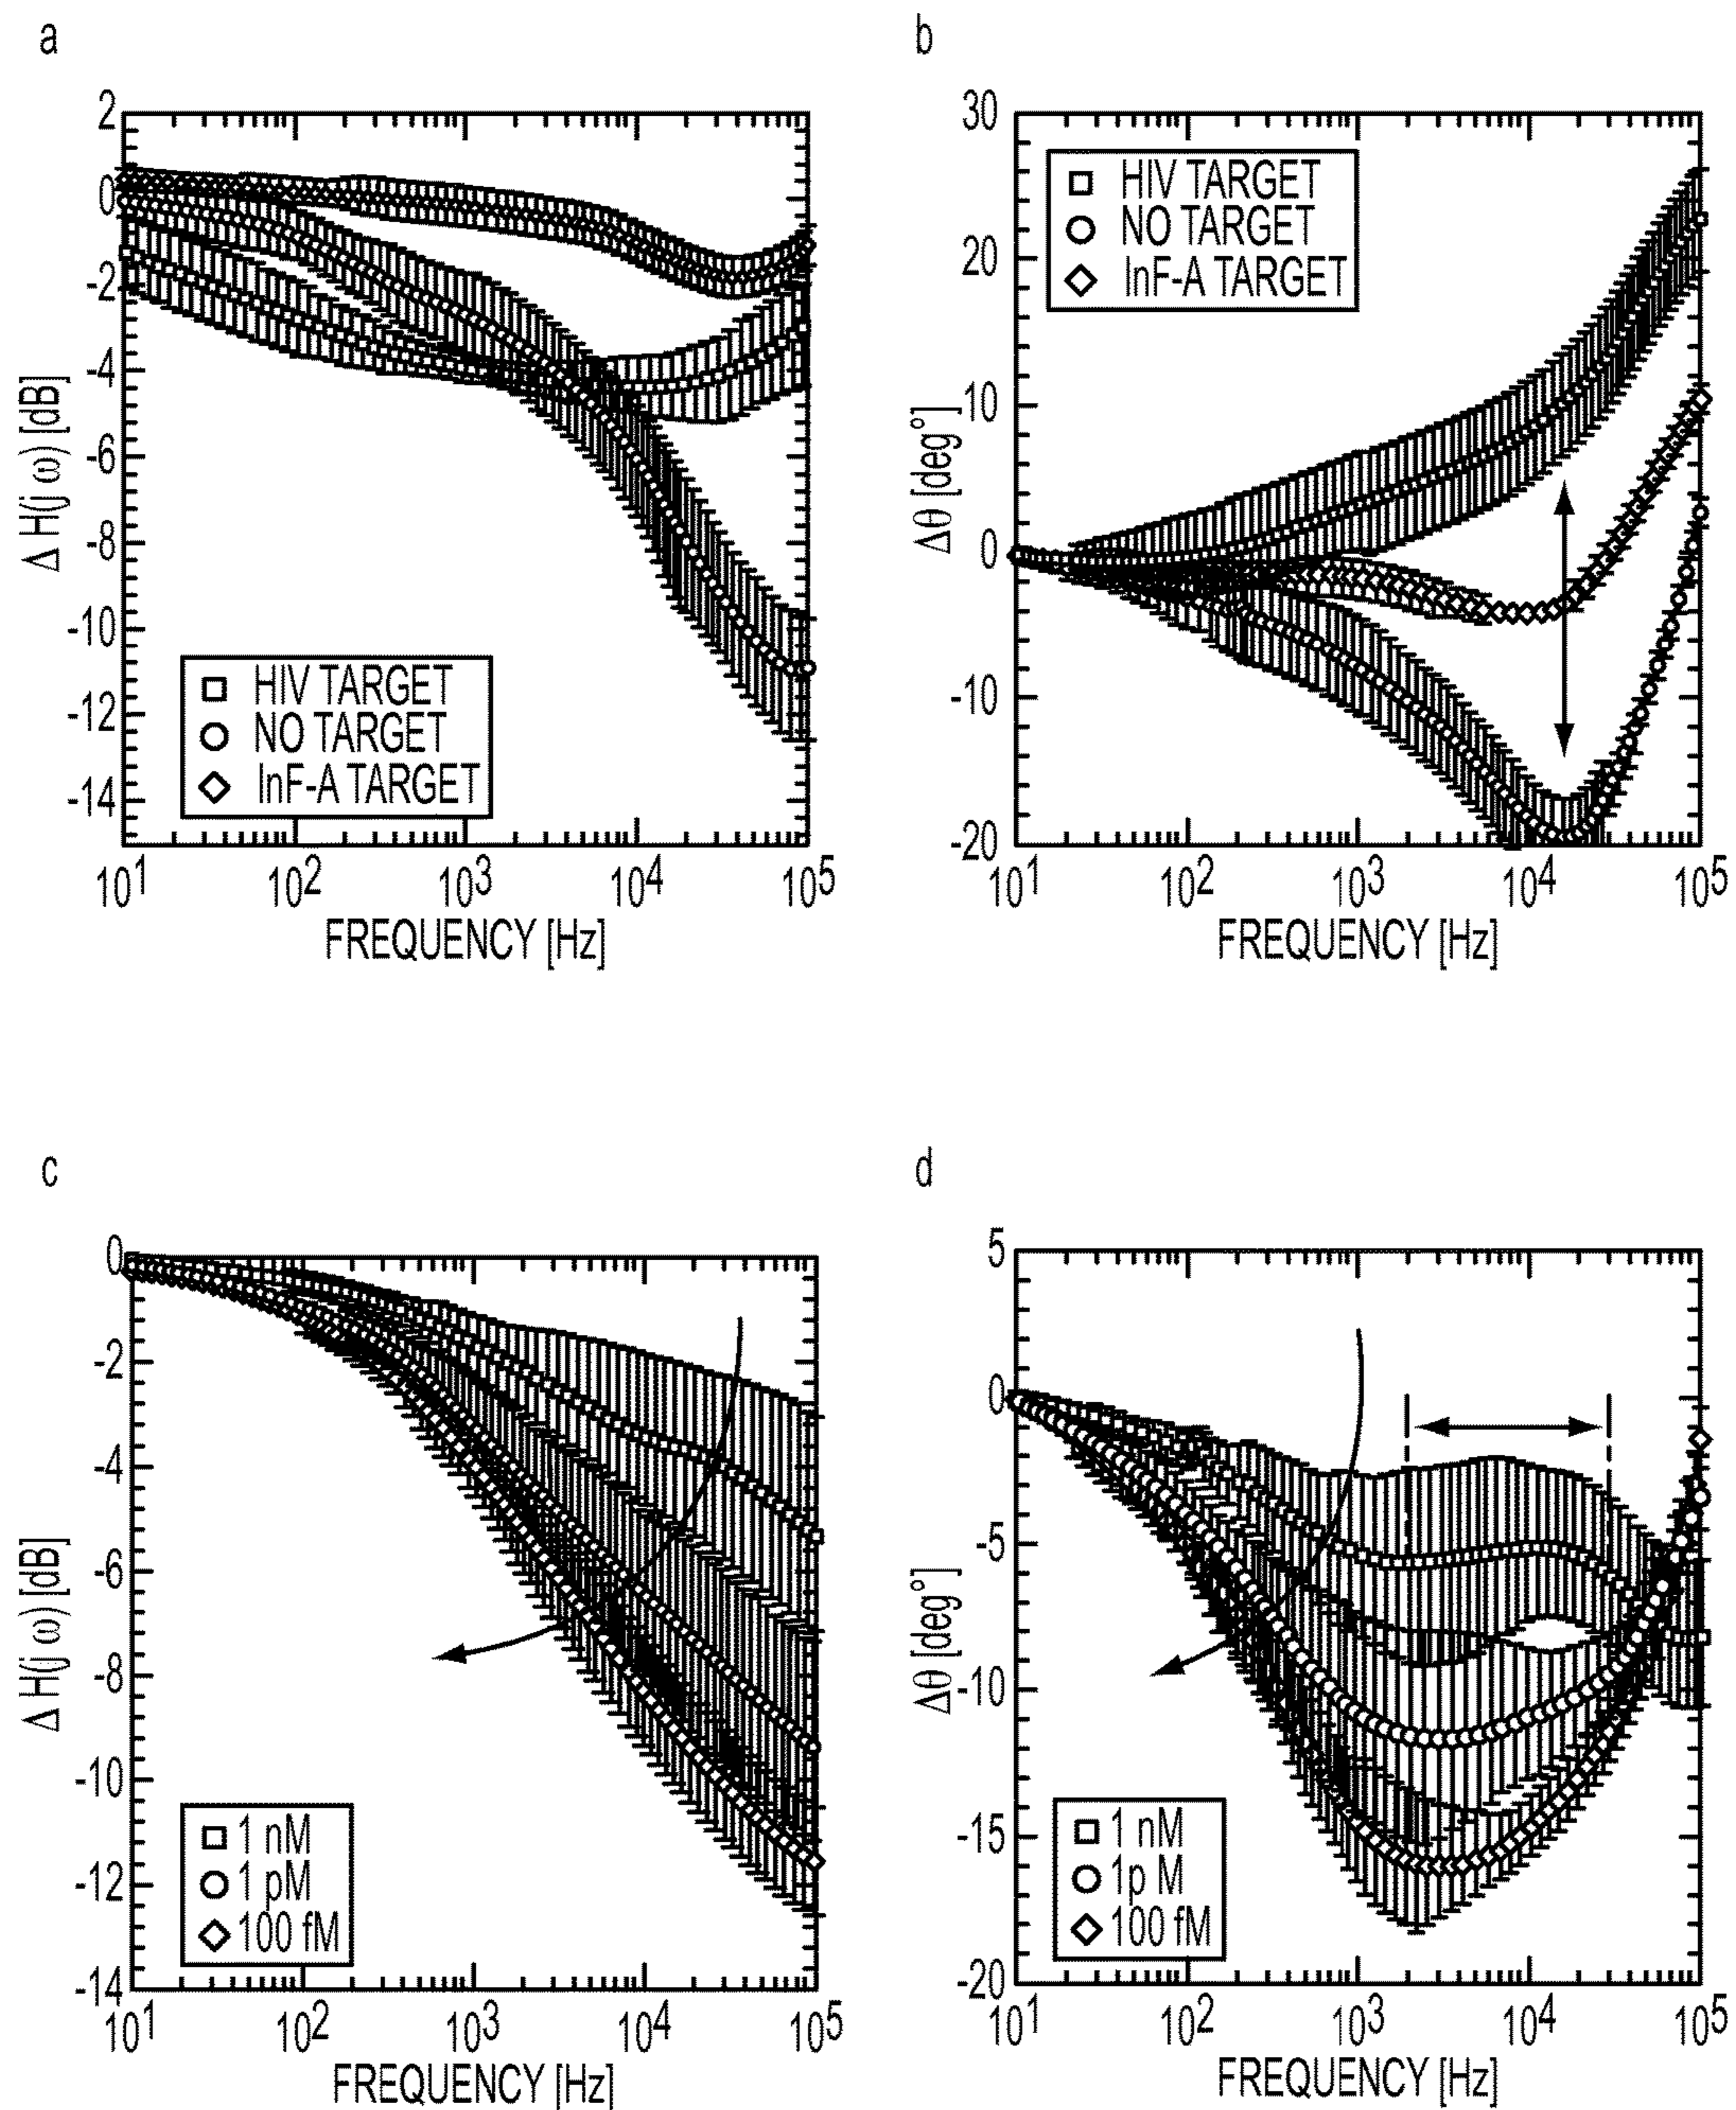 a
2
0
-2
-4
-6
-8
-10
-12
-14
Δ H(j ω) [dB]
□ HIV TARGET
○ NO TARGET
◇ InF-A TARGET
10¹ 10² 10³ 10⁴ 10⁵
FREQUENCY [Hz]
b
30
20
10
0
-10
-20
Δθ [deg°]
□ HIV TARGET
○ NO TARGET
◇ InF-A TARGET
10¹ 10² 10³ 10⁴ 10⁵
FREQUENCY [Hz]
c
0
-2
-4
-6
-8
-10
-12
-14
Δ H(j ω) [dB]
□ 1 nM
○ 1 pM
◇ 100 fM
10¹ 10² 10³ 10⁴ 10⁵
FREQUENCY [Hz]
d
5
0
-5
-10
-15
-20
Δθ [deg°]
□ 1 nM
○ 1p M
◇ 100 fM
10¹ 10² 10³ 10⁴ 10⁵
FREQUENCY [Hz]